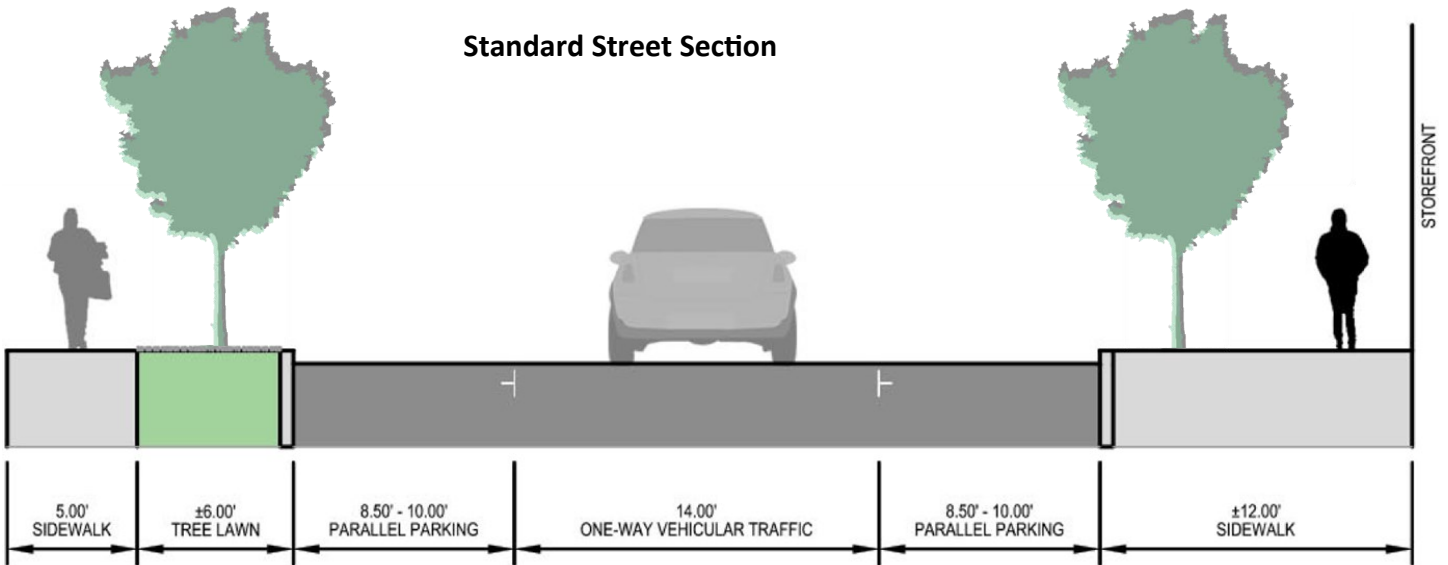 Standard Street Section
STOREFRONT
5.00'
SIDEWALK
±6.00'
TREE LAWN
8.50' - 10.00'
PARALLEL PARKING
14.00'
ONE-WAY VEHICULAR TRAFFIC
8.50' - 10.00'
PARALLEL PARKING
±12.00'
SIDEWALK